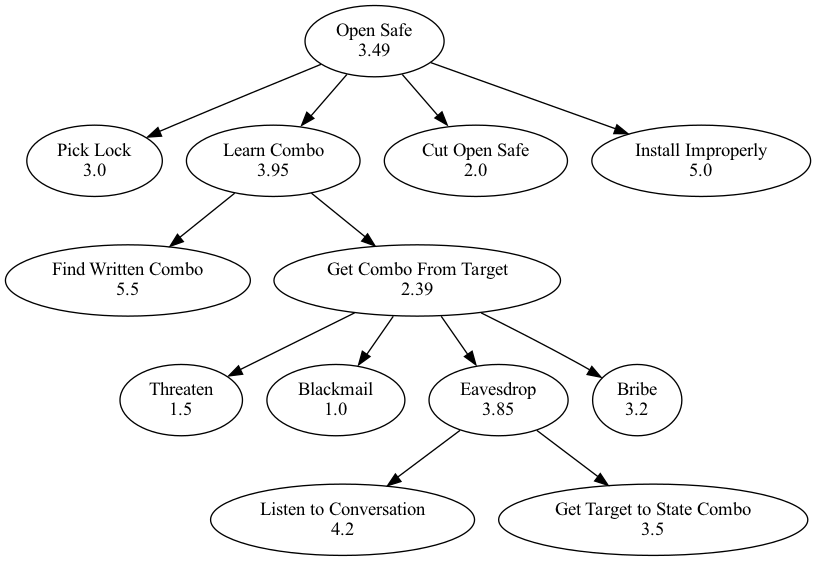 Open Safe
3.49
Pick Lock
3.0
Learn Combo
3.95
Cut Open Safe
2.0
Install Improperly
5.0
Find Written Combo
5.5
Get Combo From Target
2.39
Threaten
1.5
Blackmail
1.0
Eavesdrop
3.85
Bribe
3.2
Listen to Conversation
4.2
Get Target to State Combo
3.5